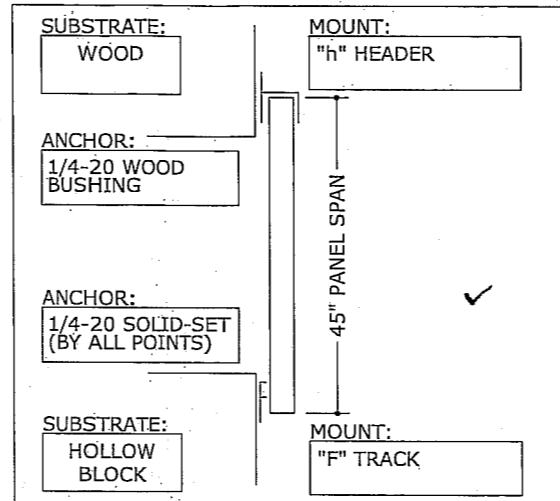 SUBSTRATE:
WOOD
MOUNT:
"h" HEADER
ANCHOR:
1/4-20 WOOD
BUSHING
45" PANEL SPAN
ANCHOR:
1/4-20 SOLID-SET
(BY ALL POINTS)
SUBSTRATE:
HOLLOW
BLOCK
MOUNT:
"F" TRACK